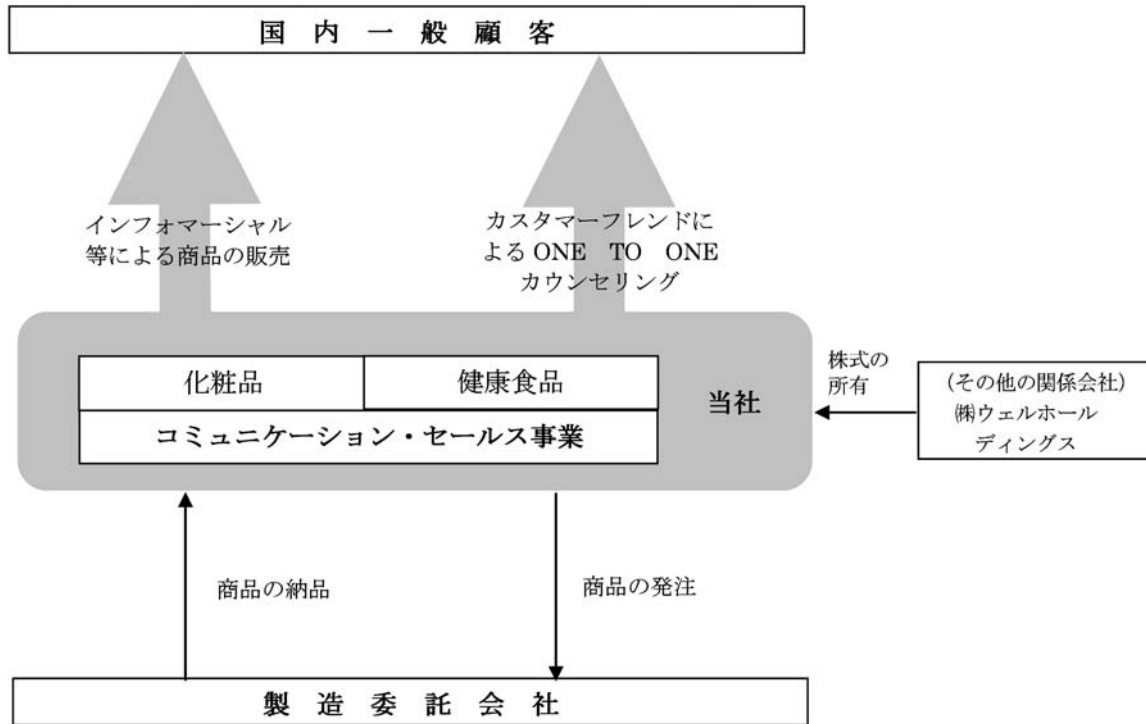 国 内 一 般 顧 客
インフォマーシャル
等による商品の販売
カスタマーフレンドに
よる ONE TO ONE
カウンセリング
化粧品
健康食品
コミュニケーション・セールス事業
当社
株式の
所有
（その他の関係会社）
㈱ウェルホール
ディングス
商品の納品
商品の発注
製 造 委 託 会 社